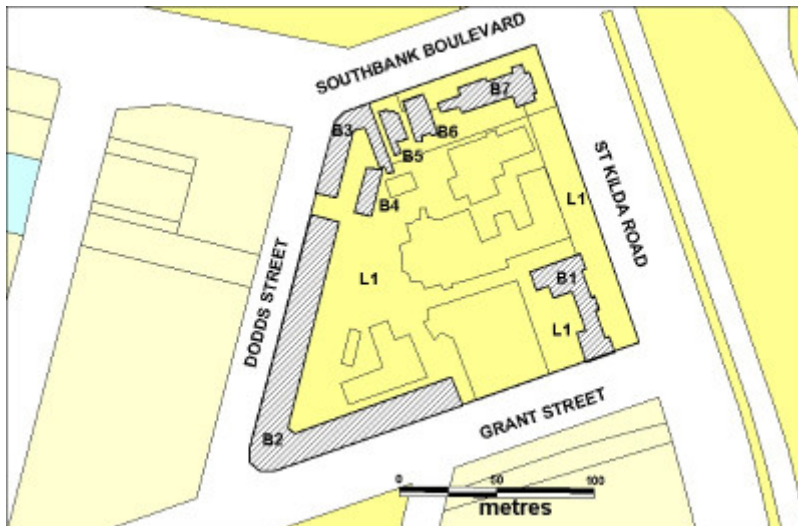 SOUTHBANK BOULEVARD
B7
B3
B6
B5
B4
L1
ST KILDA ROAD
DODDS STREET
L1
B1
L1
B2
GRANT STREET
0 50 100
metres